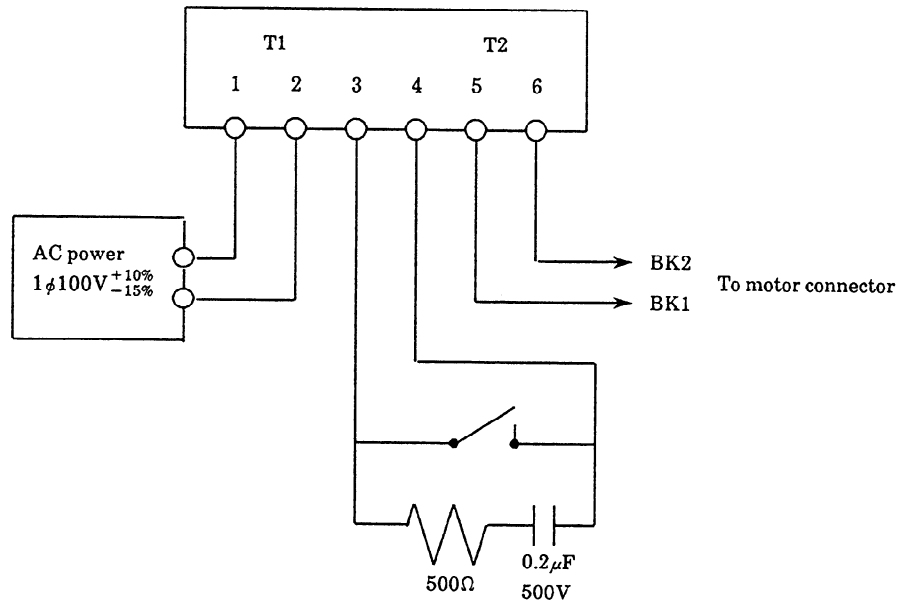 T1 T2
1 2 3 4 5 6
AC power
1ϕ100V +10% −15%
BK2
BK1
To motor connector
500Ω
0.2μF
500V